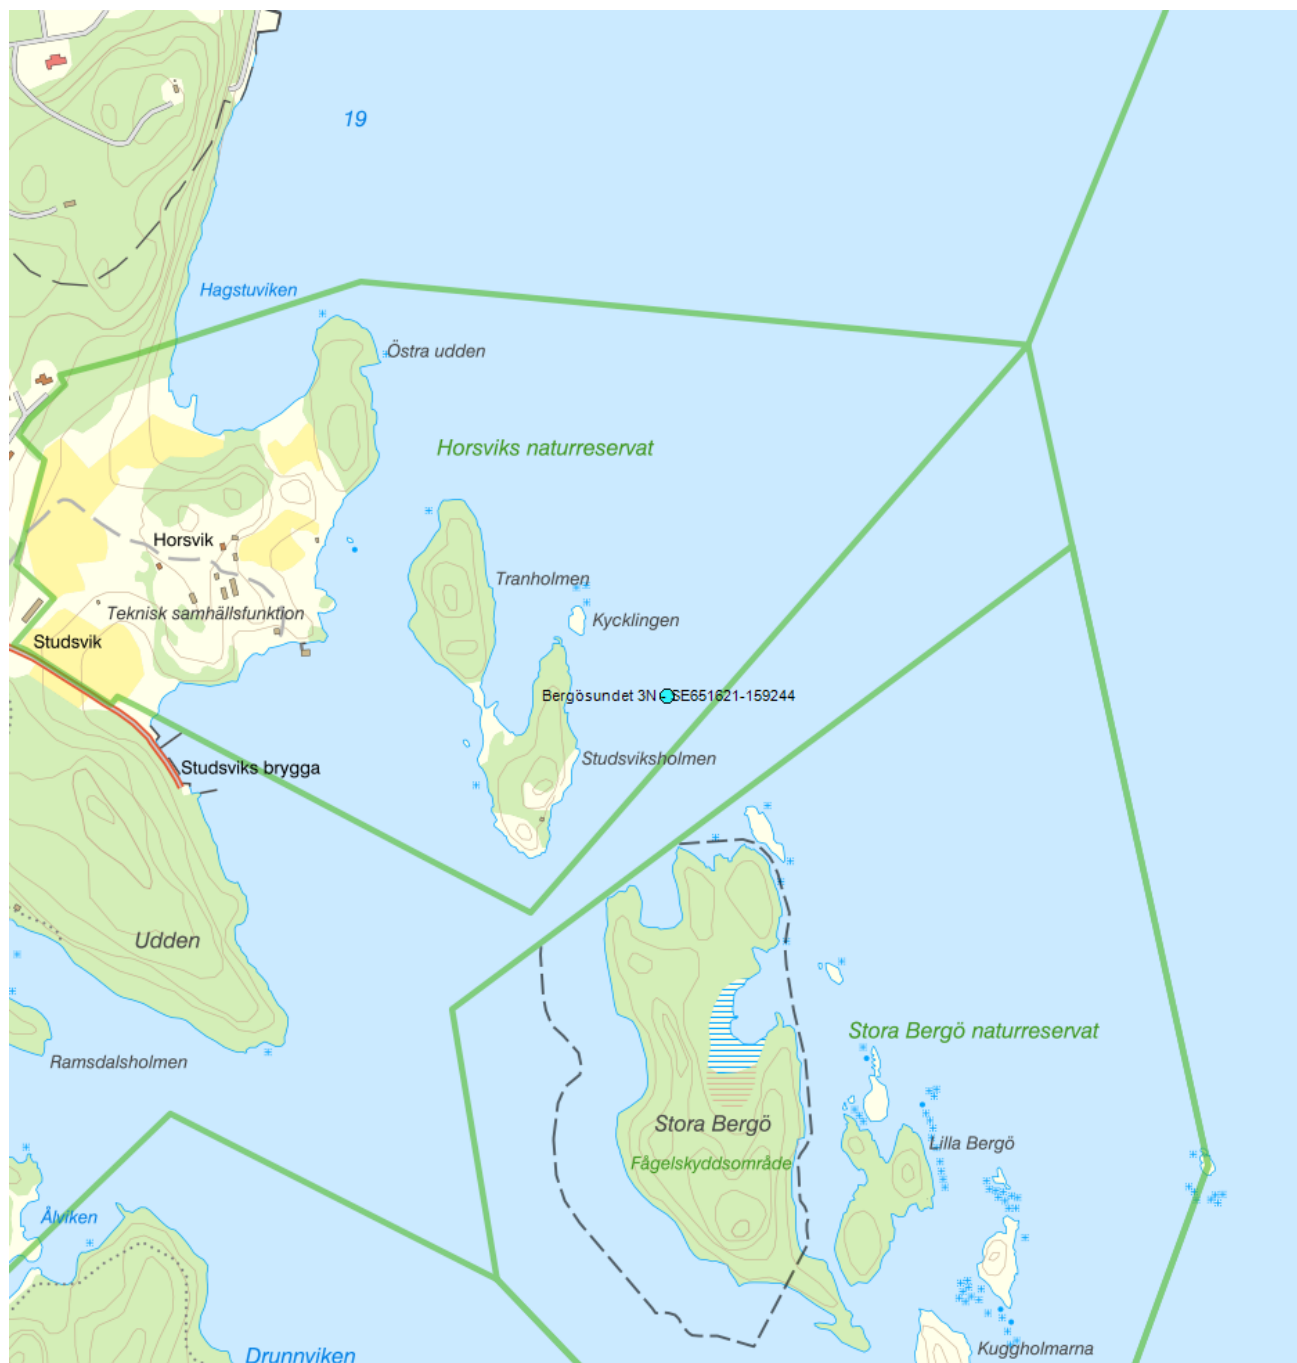 19
Hagstuviken
Östra udden
Horsviks naturreservat
Horsvik
Tranholmen
Teknisk samhällsfunktion
Kycklingen
Studsvik
Bergösundet 3N - SE651621-159244
Studsviksholmen
Studsviks brygga
Udden
Stora Bergö naturreservat
Ramsdalsholmen
Stora Bergö
Lilla Bergö
Fågelskyddsområde
Ålviken
Kuggholmarna
Drunnviken